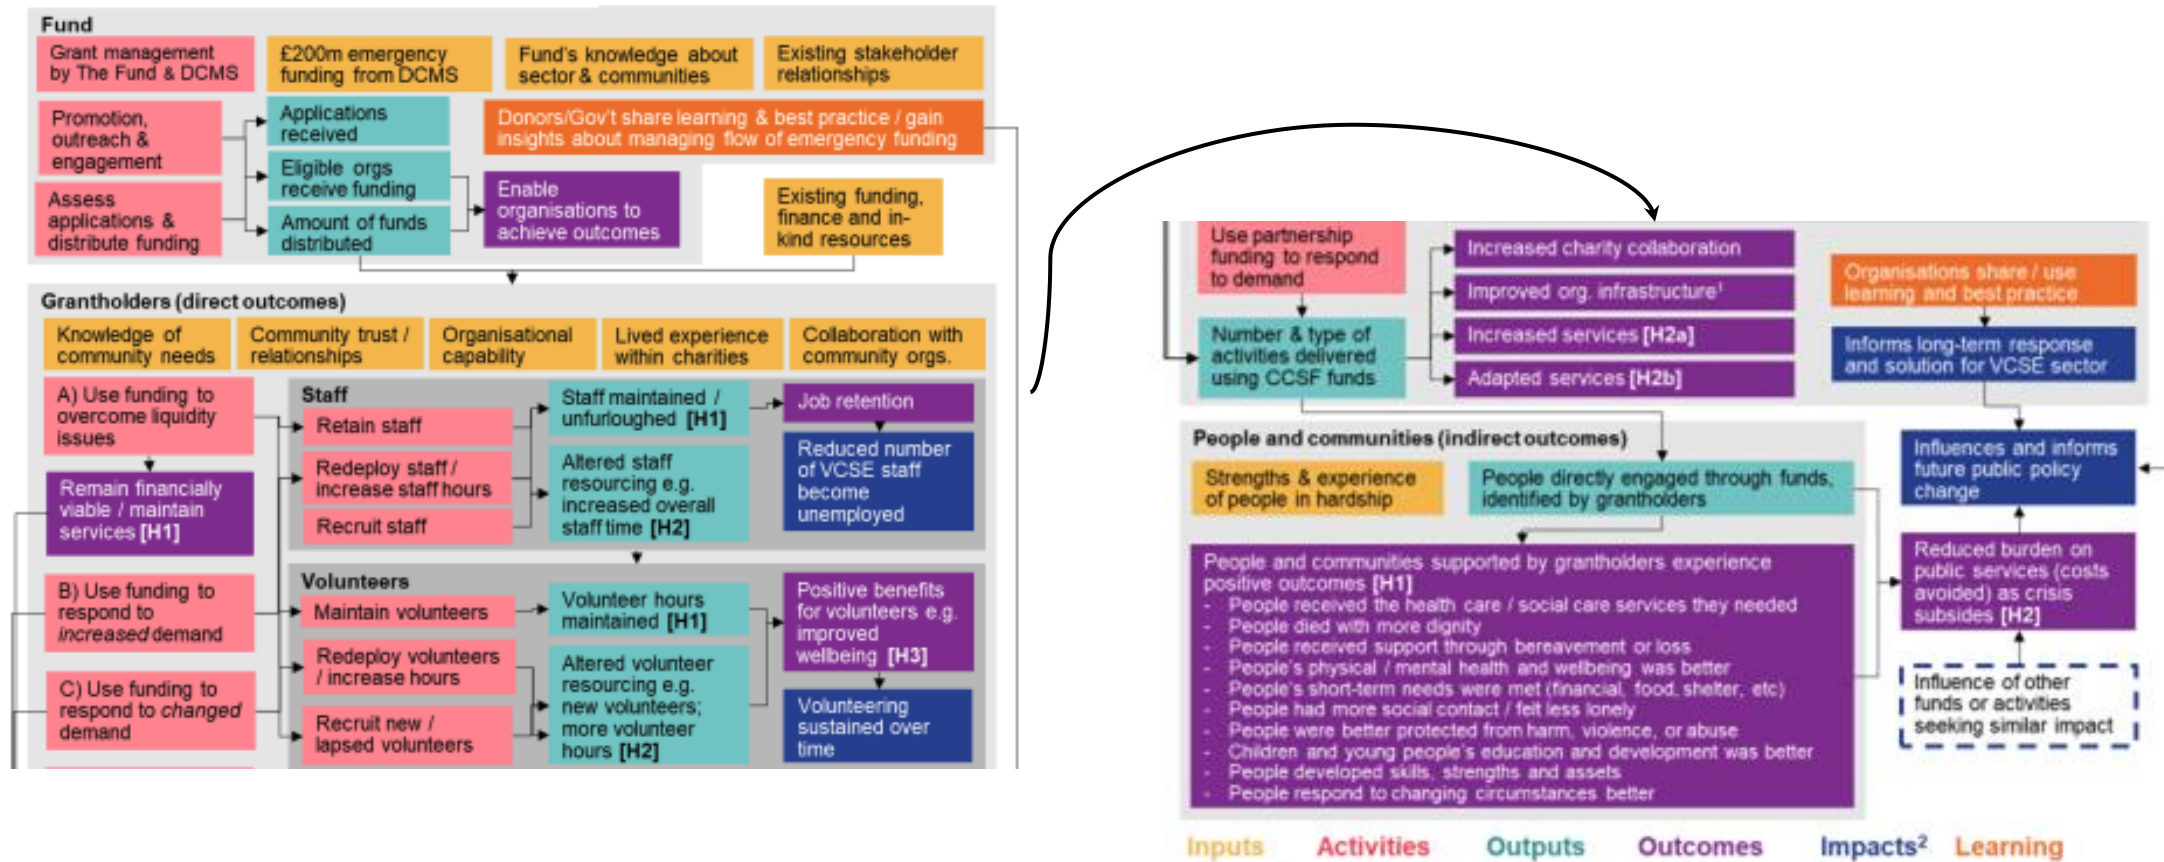 Fund
Grant management
by The Fund & DCMS
£200m emergency
funding from DCMS
Fund's knowledge about
sector & communities
Existing stakeholder
relationships
Promotion,
outreach &
engagement
Applications
received
Donors/Gov't share learning & best practice / gain
insights about managing flow of emergency funding
Eligible orgs
receive funding
Assess
applications &
distribute funding
Amount of funds
distributed
Enable
organisations to
achieve outcomes
Existing funding,
finance and in-
kind resources
Grantholders (direct outcomes)
Knowledge of
community needs
Community trust /
relationships
Organisational
capability
Lived experience
within charities
Collaboration with
community orgs.
A) Use funding to
overcome liquidity
issues
Remain financially
viable / maintain
services [H1]
B) Use funding to
respond to
increased demand
C) Use funding to
respond to changed
demand
Staff
Retain staff
Redeploy staff /
increase staff hours
Recruit staff
Staff maintained /
unfurloughed [H1]
Altered staff
resourcing e.g.
increased overall
staff time [H2]
Job retention
Reduced number
of VCSE staff
become
unemployed
Volunteers
Maintain volunteers
Redeploy volunteers
/ increase hours
Recruit new /
lapsed volunteers
Volunteer hours
maintained [H1]
Altered volunteer
resourcing e.g.
new volunteers;
more volunteer
hours [H2]
Positive benefits
for volunteers e.g.
improved
wellbeing [H3]
Volunteering
sustained over
time
Use partnership
funding to respond
to demand
Number & type of
activities delivered
using CCSF funds
Increased charity collaboration
Improved org. infrastructure¹
Increased services [H2a]
Adapted services [H2b]
Organisations share / use
learning and best practice
Informs long-term response
and solution for VCSE sector
People and communities (indirect outcomes)
Strengths & experience
of people in hardship
People directly engaged through funds,
identified by grantholders
People and communities supported by grantholders experience
positive outcomes [H1]
- People received the health care / social care services they needed
- People died with more dignity
- People received support through bereavement or loss
- People's physical / mental health and wellbeing was better
- People's short-term needs were met (financial, food, shelter, etc)
- People had more social contact / felt less lonely
- People were better protected from harm, violence, or abuse
- Children and young people's education and development was better
- People developed skills, strengths and assets
- People respond to changing circumstances better
Influences and informs
future public policy
change
Reduced burden on
public services (costs
avoided) as crisis
subsides [H2]
Influence of other
funds or activities
seeking similar impact
Inputs
Activities
Outputs
Outcomes
Impacts²
Learning